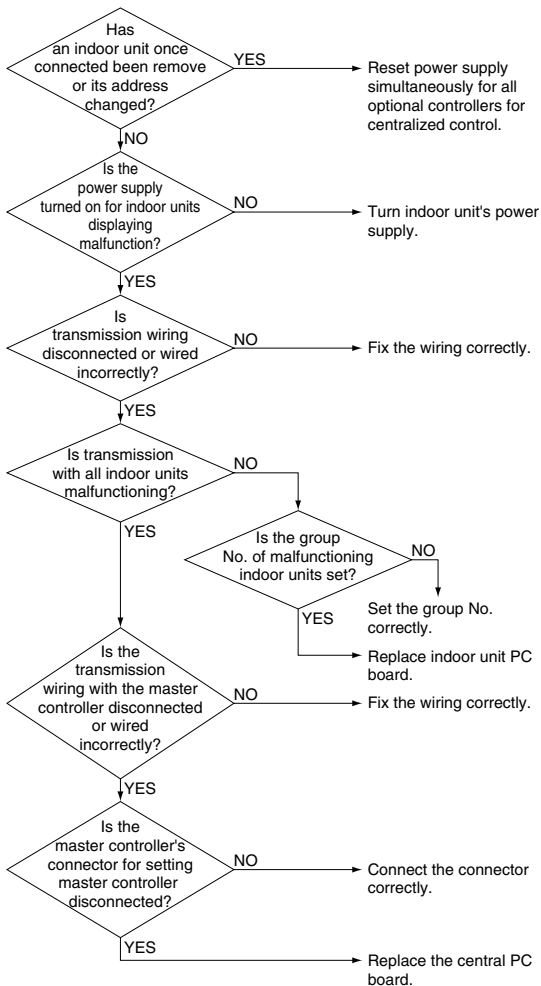 Has
an indoor unit once
connected been remove
or its address
changed?
YES
Reset power supply
simultaneously for all
optional controllers for
centralized control.
NO
Is the
power supply
turned on for indoor units
displaying
malfunction?
NO
Turn indoor unit's power
supply.
YES
Is
transmission wiring
disconnected or wired
incorrectly?
NO
Fix the wiring correctly.
YES
Is transmission
with all indoor units
malfunctioning?
NO
YES
Is the group
No. of malfunctioning
indoor units set?
NO
Set the group No.
correctly.
YES
Replace indoor unit PC
board.
Is the
transmission
wiring with the master
controller disconnected
or wired
incorrectly?
NO
Fix the wiring correctly.
YES
Is the
master controller's
connector for setting
master controller
disconnected?
NO
Connect the connector
correctly.
YES
Replace the central PC
board.